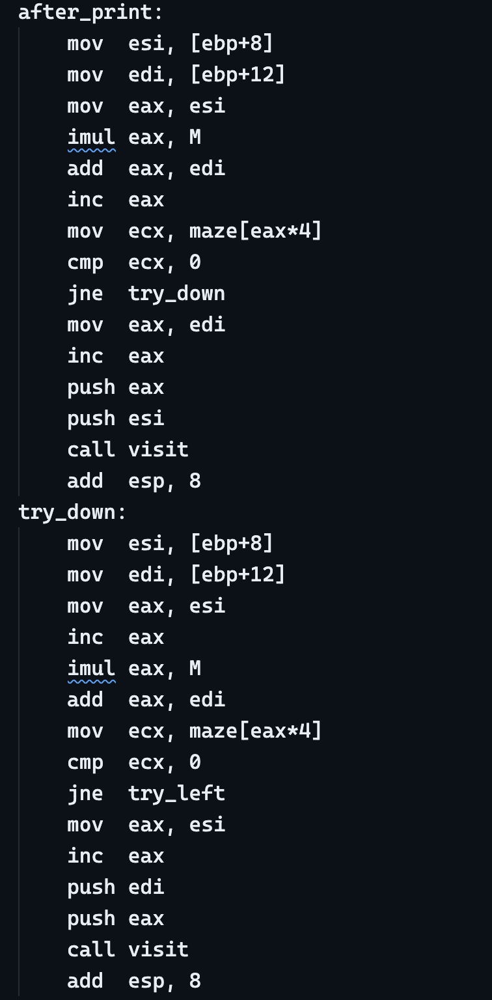 after_print:
    mov  esi, [ebp+8]
    mov  edi, [ebp+12]
    mov  eax, esi
    imul eax, M
    add  eax, edi
    inc  eax
    mov  ecx, maze[eax*4]
    cmp  ecx, 0
    jne  try_down
    mov  eax, edi
    inc  eax
    push eax
    push esi
    call visit
    add  esp, 8
try_down:
    mov  esi, [ebp+8]
    mov  edi, [ebp+12]
    mov  eax, esi
    inc  eax
    imul eax, M
    add  eax, edi
    mov  ecx, maze[eax*4]
    cmp  ecx, 0
    jne  try_left
    mov  eax, esi
    inc  eax
    push edi
    push eax
    call visit
    add  esp, 8